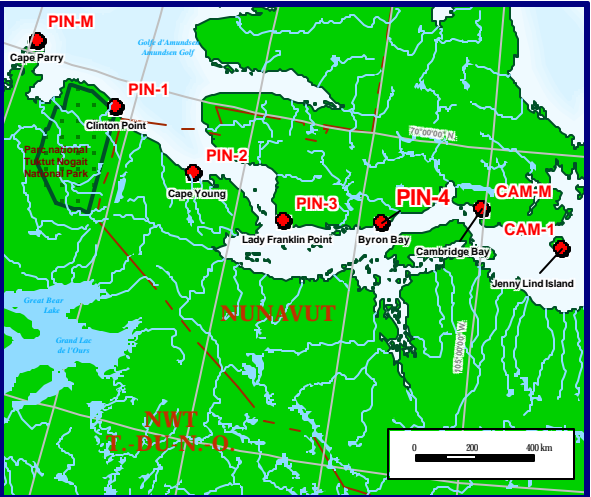 PIN-M
Golfe d'Amundsen
Amundsen Golf
Cape Parry
PIN-1
Clinton Point
70°00'00" N.
Parc national
Tuktut Nogait
National Park
PIN-2
Cape Young
PIN-3
Lady Franklin Point
PIN-4
Byron Bay
CAM-M
Cambridge Bay
CAM-1
Jenny Lind Island
Great Bear
Lake
Grand Lac
de l'Ours
NUNAVUT
105°00'00" W.
NWT
T.-DU-N.-O.
0 200 400 km